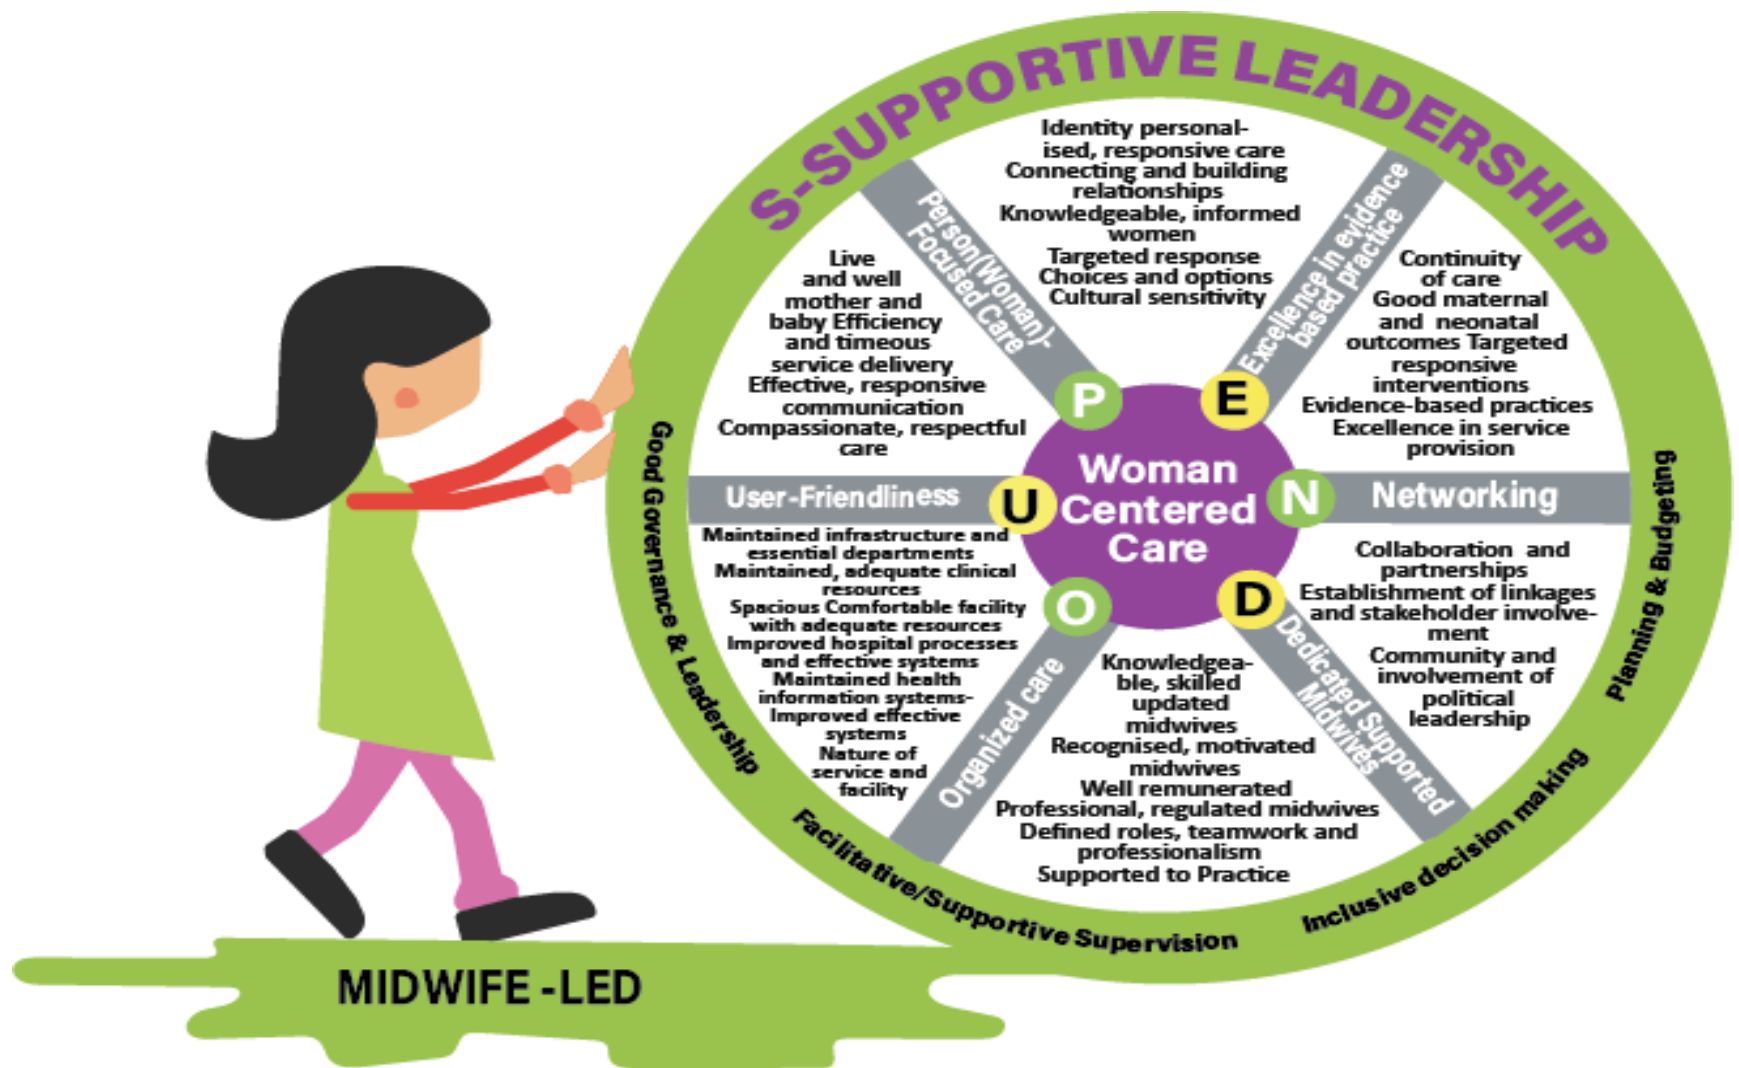 S-SUPPORTIVE LEADERSHIP
Identity personal-
ised, responsive care
Connecting and building
relationships
Knowledgeable, informed
women
Targeted response
Choices and options
Cultural sensitivity
Person(Woman)-
Focused Care
Excellence in evidence
based practice
Live
and well
mother and
baby Efficiency
and timeous
service delivery
Effective, responsive
communication
Compassionate, respectful
care
Continuity
of care
Good maternal
and neonatal
outcomes Targeted
responsive
interventions
Evidence-based practices
Excellence in service
provision
P
E
U
N
O
D
Woman
Centered
Care
User-Friendliness
Networking
Maintained infrastructure and
essential departments
Maintained, adequate clinical
resources
Spacious Comfortable facility
with adequate resources
Improved hospital processes
and effective systems
Maintained health
information systems-
Improved effective
systems
Nature of
service and
facility
Collaboration and
partnerships
Establishment of linkages
and stakeholder involve-
ment
Community and
involvement of
political
leadership
Organized care
Dedicated Supported
Midwives
Knowledgea-
ble, skilled
updated
midwives
Recognised, motivated
midwives
Well remunerated
Professional, regulated midwives
Defined roles, teamwork and
professionalism
Supported to Practice
Good Governance & Leadership
Facilitative/Supportive Supervision
Inclusive decision making
Planning & Budgeting
MIDWIFE -LED